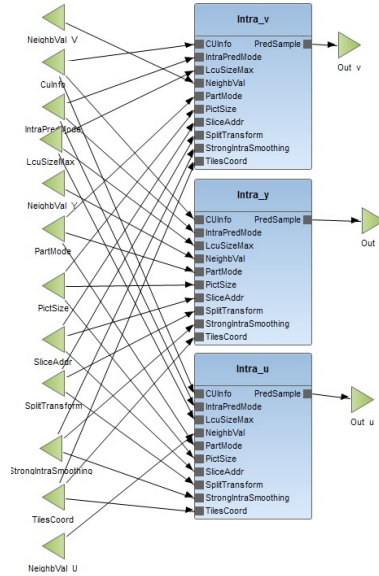 NeighbVal_V
CuInfo
IntraPredMode
LcuSizeMax
NeighbVal_Y
PartMode
PictSize
SliceAddr
SplitTransform
StrongIntraSmoothing
TilesCoord
NeighbVal_U
Intra_v
CUInfo PredSample
IntraPredMode
LcuSizeMax
NeighbVal
PartMode
PictSize
SliceAddr
SplitTransform
StrongIntraSmoothing
TilesCoord
Out_v
Intra_y
CUInfo PredSample
IntraPredMode
LcuSizeMax
NeighbVal
PartMode
PictSize
SliceAddr
SplitTransform
StrongIntraSmoothing
TilesCoord
Out
Intra_u
CUInfo PredSample
IntraPredMode
LcuSizeMax
NeighbVal
PartMode
PictSize
SliceAddr
SplitTransform
StrongIntraSmoothing
TilesCoord
Out_u